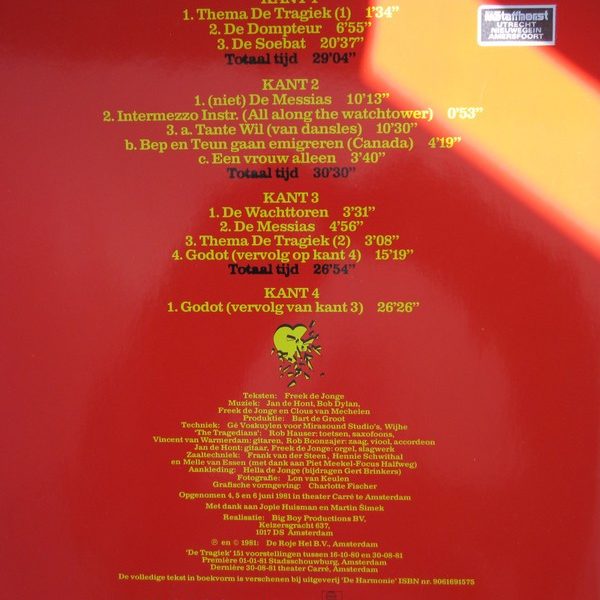 KANT 1
1. Thema De Tragiek (1) 1'34"
2. De Dompteur 6'55"
3. De Soebat 20'37"
Totaal tijd 29'04"
Staffhorst
UTRECHT
NIEUWEGEIN
AMERSFOORT
KANT 2
1. (niet) De Messias 10'13"
2. Intermezzo Instr. (All along the watchtower) 0'53"
3. a. Tante Wil (van dansles) 10'30"
b. Bep en Teun gaan emigreren (Canada) 4'19"
c. Een vrouw alleen 3'40"
Totaal tijd 30'30"
KANT 3
1. De Wachttoren 3'31"
2. De Messias 4'56"
3. Thema De Tragiek (2) 3'08"
4. Godot (vervolg op kant 4) 15'19"
Totaal tijd 26'54"
KANT 4
1. Godot (vervolg van kant 3) 26'26"
Teksten: Freek de Jonge
Muziek: Jan de Hont, Bob Dylan,
Freek de Jonge en Clous van Mechelen
Produktie: Bart de Groot
Techniek: Gé Voskuylen voor Mirasound Studio's, Wijhe
'The Tragedians': Rob Hauser: toetsen, saxofoons,
Vincent van Warmerdam: gitaren, Rob Boonzajer: zaag, viool, accordeon
Jan de Hont: gitaar, Freek de Jonge: orgel, slagwerk
Zaaltechniek: Frank van der Steen, Hennie Schwithal
en Melle van Essen (met dank aan Piet Meekel-Focus Halfweg)
Aankleding: Hella de Jonge (bijdragen Gert Brinkers)
Fotografie: Lon van Keulen
Grafische vormgeving: Charlotte Fischer
Opgenomen 4, 5 en 6 juni 1981 in theater Carré te Amsterdam
Met dank aan Jopie Huisman en Martin Šimek
Realisatie: Big Boy Productions BV,
Keizersgracht 637,
1017 DS Amsterdam
℗ en © 1981: De Roje Hel B.V., Amsterdam
'De Tragiek' 151 voorstellingen tussen 16-10-80 en 30-08-81
Première 01-01-81 Stadsschouwburg, Amsterdam
Dernière 30-08-81 theater Carré, Amsterdam
De volledige tekst in boekvorm is verschenen bij uitgeverij 'De Harmonie' ISBN nr. 9061691575